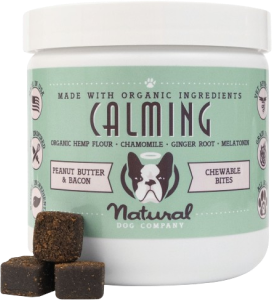 MADE WITH ORGANIC INGREDIENTS
CALMING
ORGANIC HEMP FLOUR • CHAMOMILE • GINGER ROOT • MELATONIN
PEANUT BUTTER
& BACON
CHEWABLE
BITES
Natural
DOG COMPANY